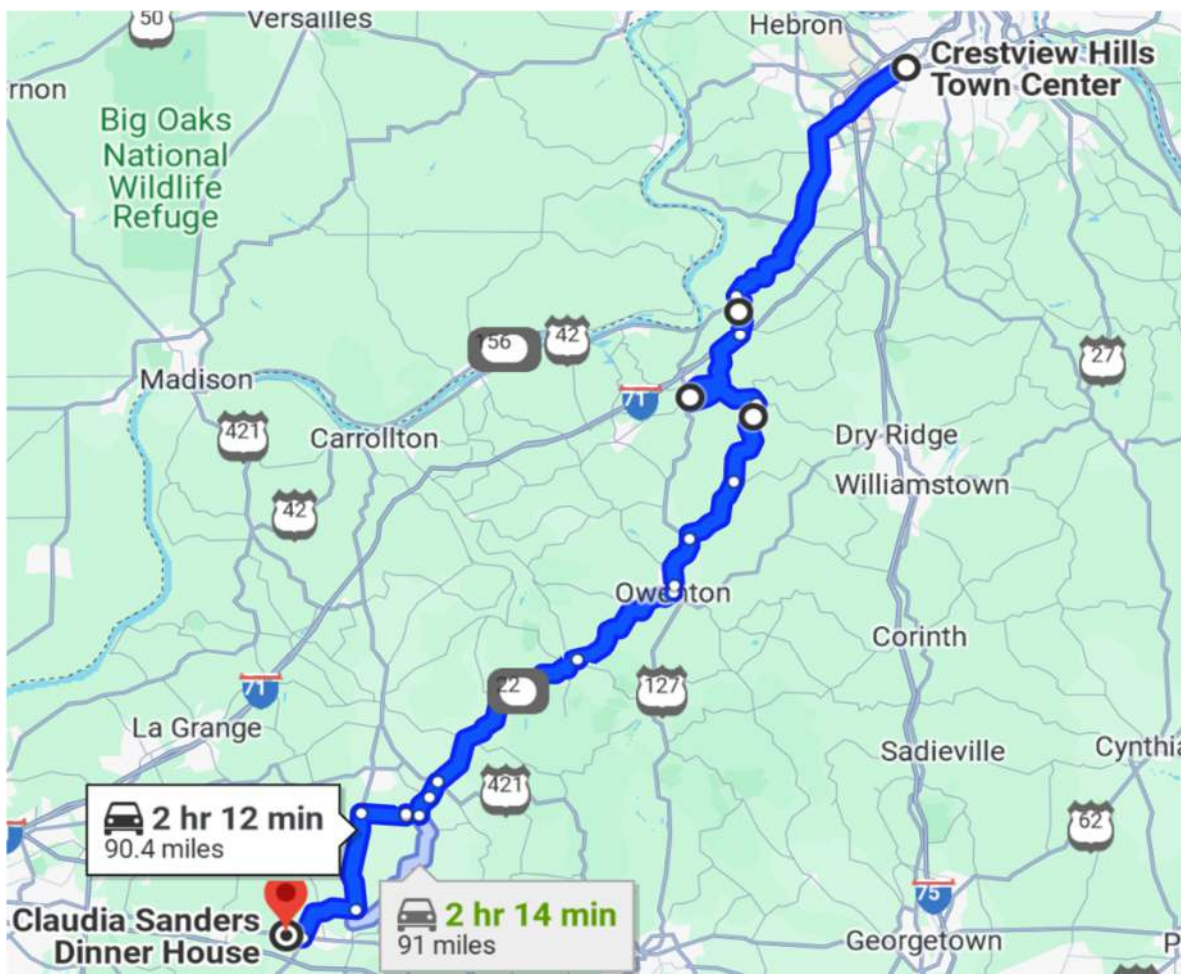 50
Versailles
Hebron
Crestview Hills
Town Center
rnon
Big Oaks
National
Wildlife
Refuge
156
42
27
Madison
71
421
Carrollton
Dry Ridge
Williamstown
42
Owenton
Corinth
71
22
127
La Grange
Sadieville
Cynthia
421
2 hr 12 min
90.4 miles
62
75
Claudia Sanders
Dinner House
2 hr 14 min
91 miles
Georgetown
P